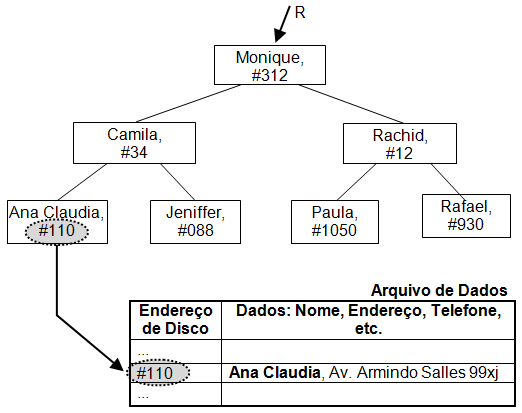 R
Monique,
#312
Camila,
#34
Rachid,
#12
Ana Claudia,
#110
Jeniffer,
#088
Paula,
#1050
Rafael,
#930
Arquivo de Dados
Endereço
de Disco
Dados: Nome, Endereço, Telefone,
etc.
...
#110
Ana Claudia, Av. Armindo Salles 99xj
...